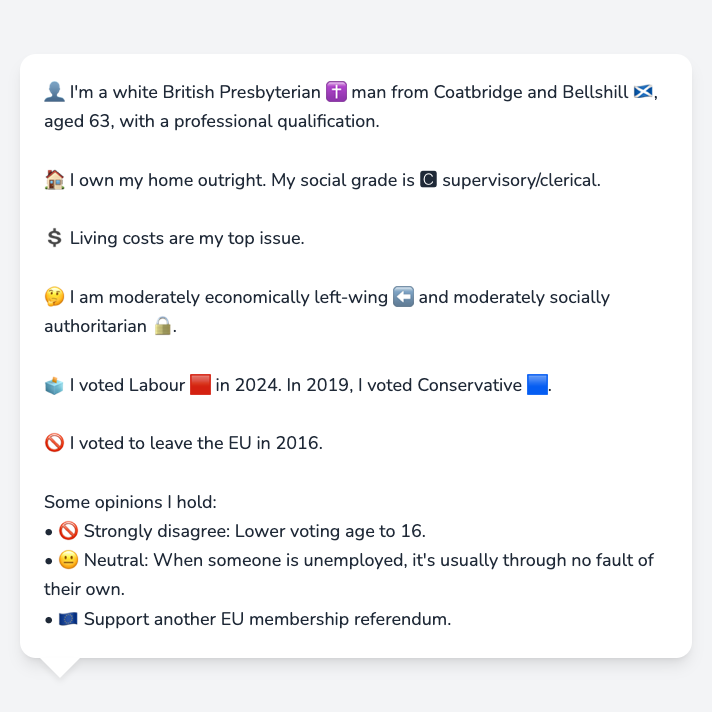 👤 I'm a white British Presbyterian ✝️ man from Coatbridge and Bellshill 🏴󠁧󠁢󠁳󠁣󠁴󠁿,
aged 63, with a professional qualification.
🏠 I own my home outright. My social grade is 🅲 supervisory/clerical.
💲 Living costs are my top issue.
🤔 I am moderately economically left-wing ⬅️ and moderately socially
authoritarian 🔒.
🗳️ I voted Labour 🟥 in 2024. In 2019, I voted Conservative 🟦.
🚫 I voted to leave the EU in 2016.
Some opinions I hold:
• 🚫 Strongly disagree: Lower voting age to 16.
• 😐 Neutral: When someone is unemployed, it's usually through no fault of
their own.
• 🇪🇺 Support another EU membership referendum.